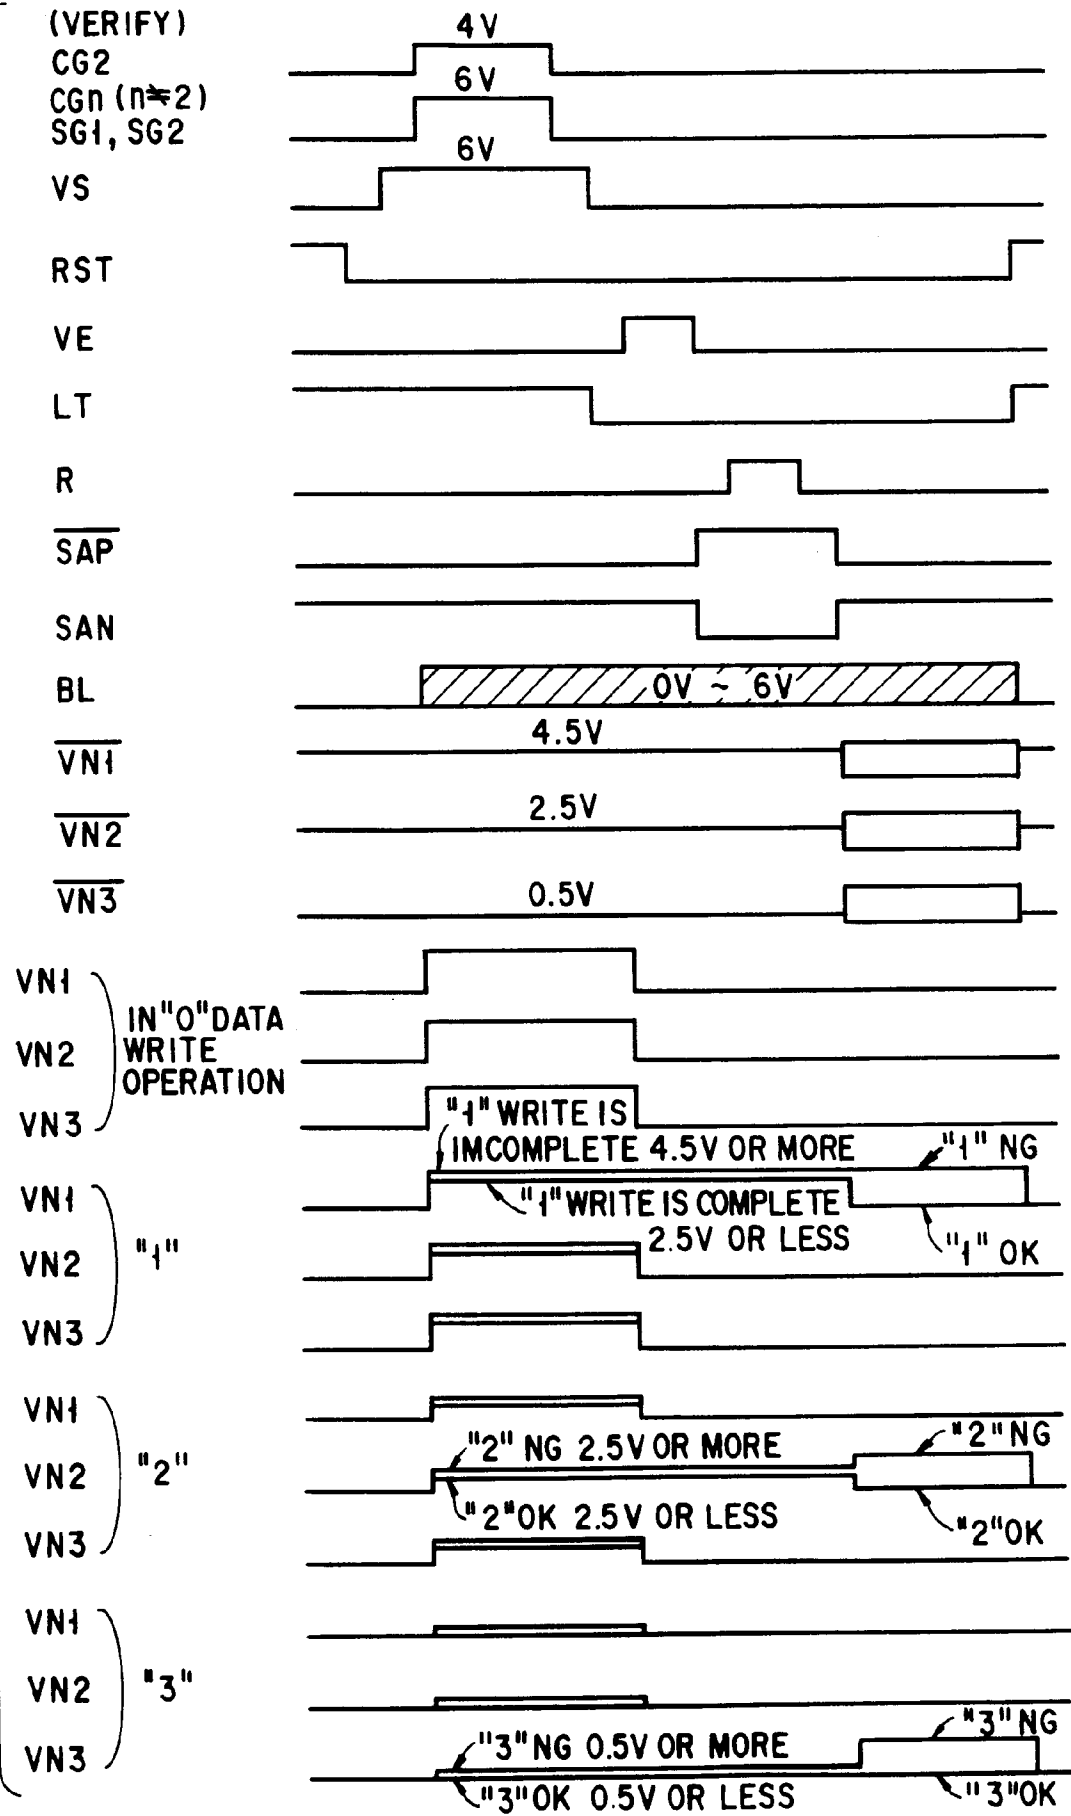 (VERIFY)
4V
CG2
6V
CGn (n≒2)
SG1, SG2
6V
VS
RST
VE
LT
R
S̅A̅P̅
SAN
BL
0V ~ 6V
4.5V
V̅N̅1̅
2.5V
V̅N̅2̅
0.5V
V̅N̅3̅
VN1
IN "0" DATA
VN2
WRITE
OPERATION
VN3
"1" WRITE IS
IMCOMPLETE 4.5V OR MORE
"1" NG
VN1
"1" WRITE IS COMPLETE
2.5V OR LESS
"1" OK
VN2
"1"
VN3
VN1
"2" NG 2.5V OR MORE
"2" NG
VN2
"2"
"2" OK 2.5V OR LESS
"2" OK
VN3
VN1
VN2
"3"
"3" NG
VN3
"3" NG 0.5V OR MORE
"3" OK 0.5V OR LESS
"3" OK